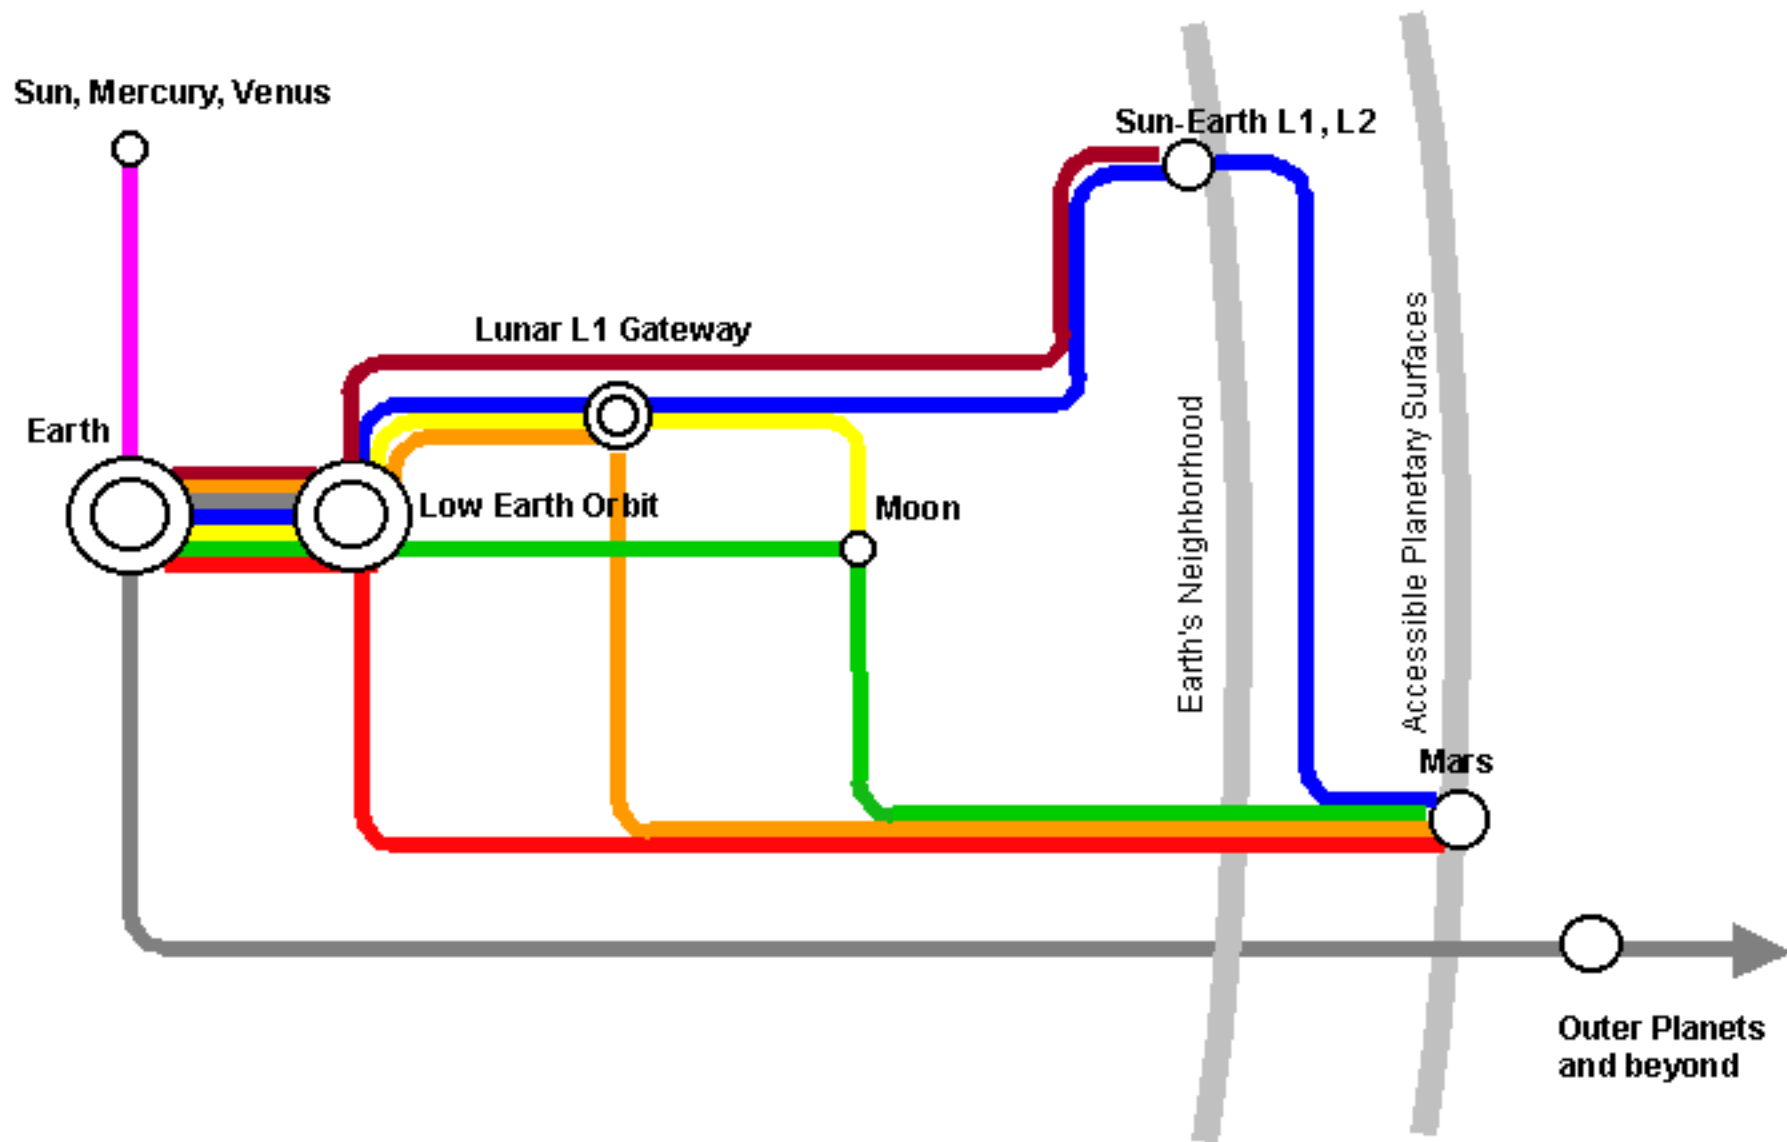 Sun, Mercury, Venus
Sun-Earth L1, L2
Lunar L1 Gateway
Earth
Low Earth Orbit
Moon
Earth's Neighborhood
Accessible Planetary Surfaces
Mars
Outer Planets
and beyond